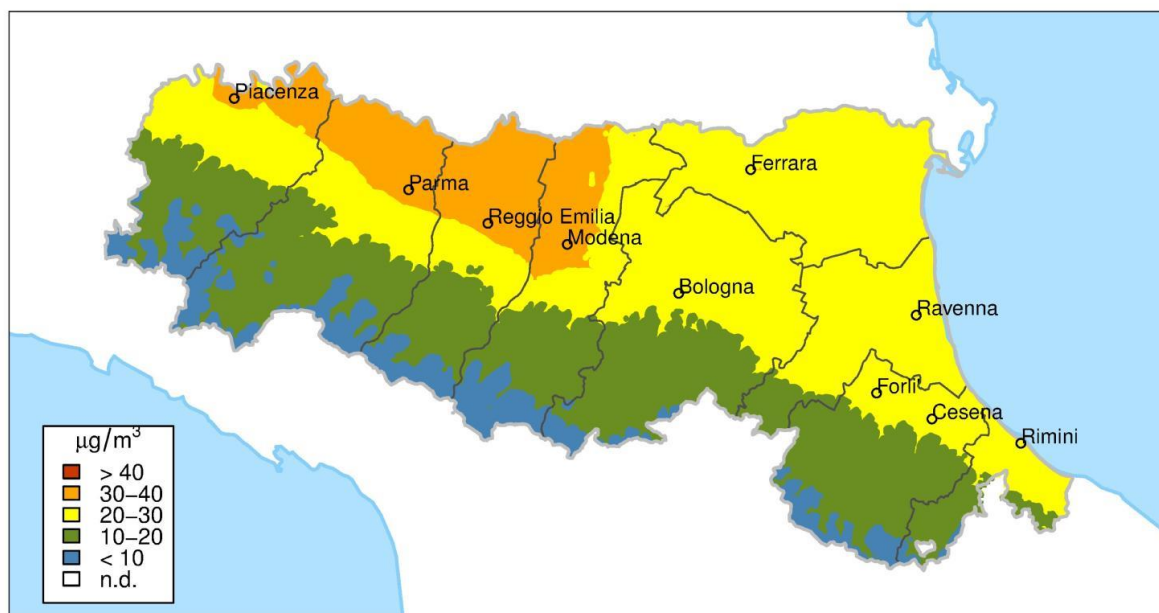 Piacenza
Ferrara
Parma
Reggio Emilia
Modena
Bologna
Ravenna
Forli'
Cesena
Rimini
µg/m³
> 40
30–40
20–30
10–20
< 10
n.d.